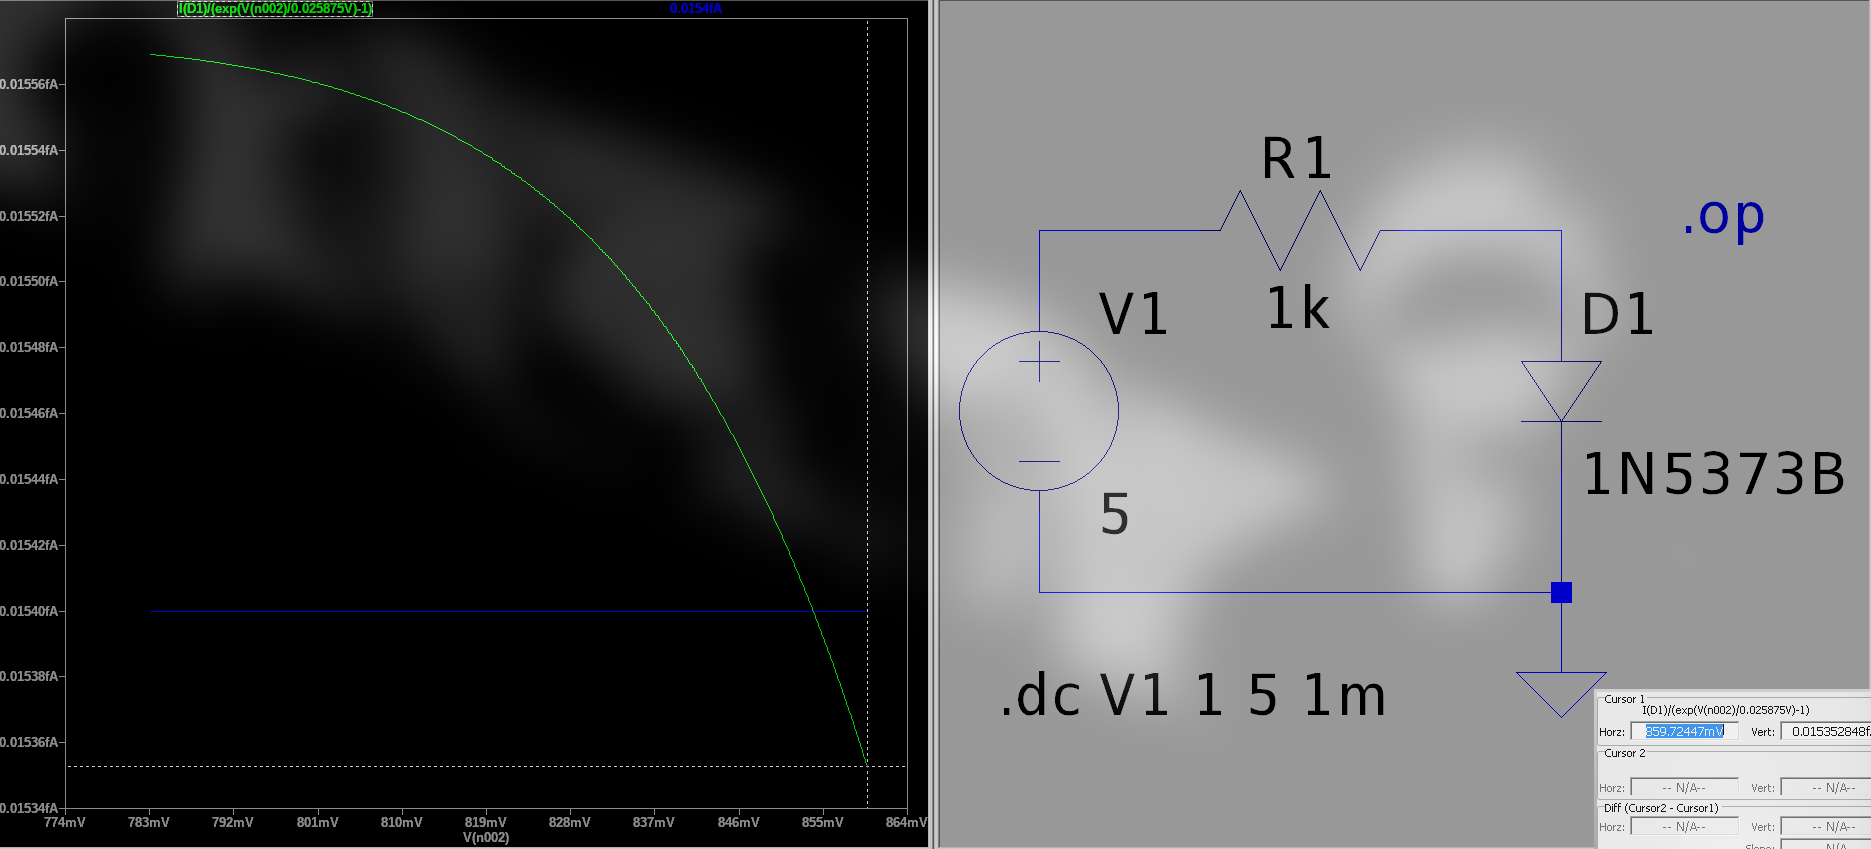 I(D1)/(exp(V(n002)/0.025875V)-1)
0.0154fA
0.01556fA
0.01554fA
0.01552fA
0.01550fA
0.01548fA
0.01546fA
0.01544fA
0.01542fA
0.01540fA
0.01538fA
0.01536fA
0.01534fA
774mV 783mV 792mV 801mV 810mV 819mV 828mV 837mV 846mV 855mV 864mV
V(n002)
R1
1k
.op
V1
5
D1
1N5373B
.dc V1 1 5 1m
Cursor 1
I(D1)/(exp(V(n002)/0.025875V)-1)
Horz: 859.72447mV Vert: 0.015352848f
Cursor 2
Horz: -- N/A-- Vert: -- N/A--
Diff (Cursor2 - Cursor1)
Horz: -- N/A-- Vert: -- N/A--